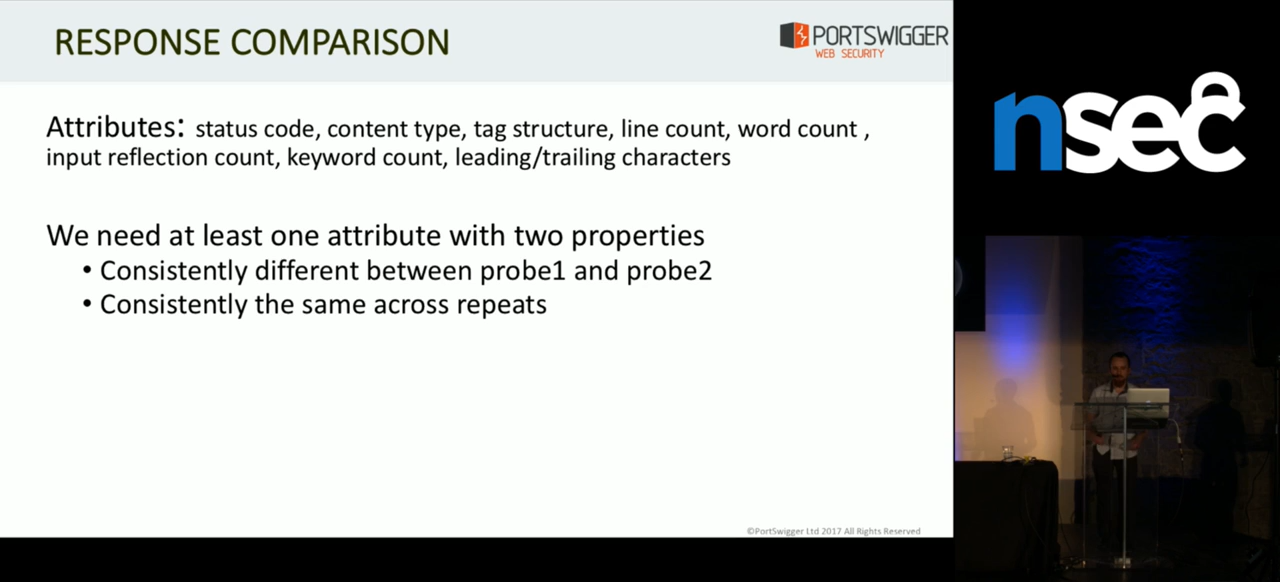 RESPONSE COMPARISON
PORTSWIGGER
WEB SECURITY
nsec
Attributes: status code, content type, tag structure, line count, word count ,
input reflection count, keyword count, leading/trailing characters
We need at least one attribute with two properties
• Consistently different between probe1 and probe2
• Consistently the same across repeats
©PortSwigger Ltd 2017 All Rights Reserved